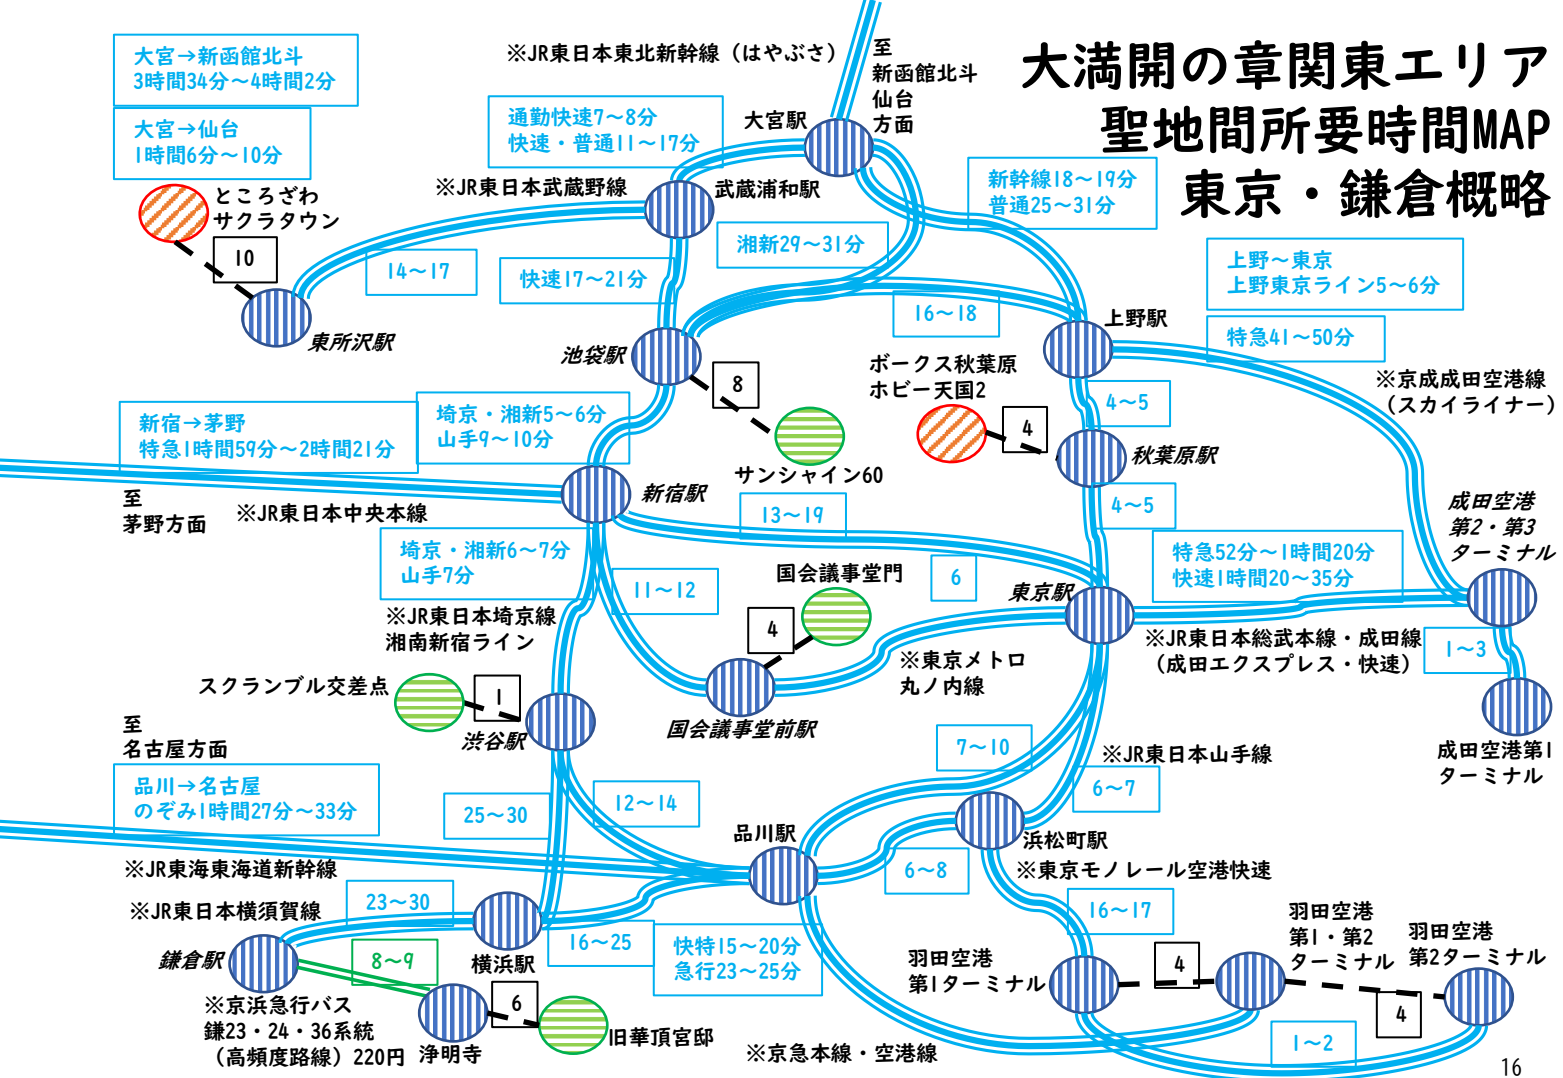 大満開の章関東エリア
聖地間所要時間MAP
東京・鎌倉概略
大宮→新函館北斗
3時間34分～4時間2分
大宮→仙台
1時間6分～10分
※JR東日本東北新幹線（はやぶさ）
至
新函館北斗
仙台
方面
大宮駅
通勤快速7～8分
快速・普通11～17分
※JR東日本武蔵野線
武蔵浦和駅
新幹線18～19分
普通25～31分
ところざわ
サクラタウン
10
14～17
快速17～21分
湘新29～31分
16～18
上野～東京
上野東京ライン5～6分
特急41～50分
上野駅
東所沢駅
池袋駅
8
ボークス秋葉原
ホビー天国2
4
4～5
※京成成田空港線
（スカイライナー）
新宿→茅野
特急1時間59分～2時間21分
埼京・湘新5～6分
山手9～10分
サンシャイン60
秋葉原駅
至
茅野方面
※JR東日本中央本線
新宿駅
13～19
4～5
成田空港
第2・第3
ターミナル
埼京・湘新6～7分
山手7分
11～12
国会議事堂門
6
東京駅
特急52分～1時間20分
快速1時間20～35分
※JR東日本埼京線
湘南新宿ライン
4
※東京メトロ
丸ノ内線
※JR東日本総武本線・成田線
（成田エクスプレス・快速）
1～3
スクランブル交差点
1
渋谷駅
国会議事堂前駅
至
名古屋方面
7～10
※JR東日本山手線
成田空港第1
ターミナル
品川→名古屋
のぞみ1時間27分～33分
25～30
12～14
6～7
品川駅
浜松町駅
※JR東海東海道新幹線
6～8
※東京モノレール空港快速
※JR東日本横須賀線
23～30
16～25
快特15～20分
急行23～25分
16～17
羽田空港
第1・第2
ターミナル
羽田空港
第2ターミナル
鎌倉駅
8～9
横浜駅
羽田空港
第1ターミナル
4
4
※京浜急行バス
鎌23・24・36系統
（高頻度路線）220円
浄明寺
6
旧華頂宮邸
※京急本線・空港線
1～2
16